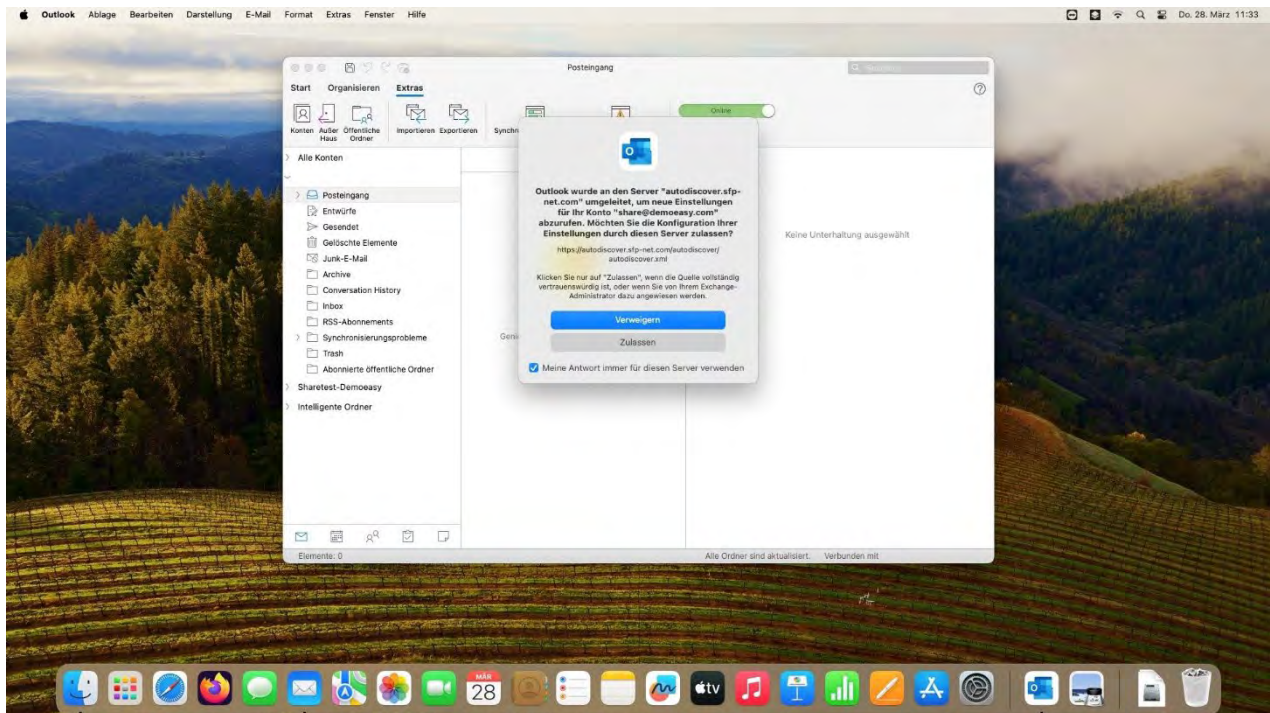 Outlook Ablage Bearbeiten Darstellung E-Mail Format Extras Fenster Hilfe
Do. 28. März 11:33
Posteingang
Start Organisieren Extras
Online
Konten Außer Haus Öffentliche Ordner Importieren Exportieren
Alle Konten
Posteingang
Entwürfe
Gesendet
Gelöschte Elemente
Junk-E-Mail
Archive
Conversation History
Inbox
RSS-Abonnements
Synchronisierungsprobleme
Trash
Abonnierte öffentliche Ordner
Sharetest-Demoeasy
Intelligente Ordner
Outlook wurde an den Server "autodiscover.sfp-
net.com" umgeleitet, um neue Einstellungen
für Ihr Konto "share@demoeasy.com"
abzurufen. Möchten Sie die Konfiguration Ihrer
Einstellungen durch diesen Server zulassen?
https://autodiscover.sfp-net.com/autodiscover/
autodiscover.xml
Klicken Sie nur auf "Zulassen", wenn die Quelle vollständig
vertrauenswürdig ist, oder wenn Sie von Ihrem Exchange-
Administrator dazu angewiesen werden.
Verweigern
Zulassen
Meine Antwort immer für diesen Server verwenden
Keine Unterhaltung ausgewählt
Elemente: 0
Alle Ordner sind aktualisiert. Verbunden mit
MÄR
28
tv